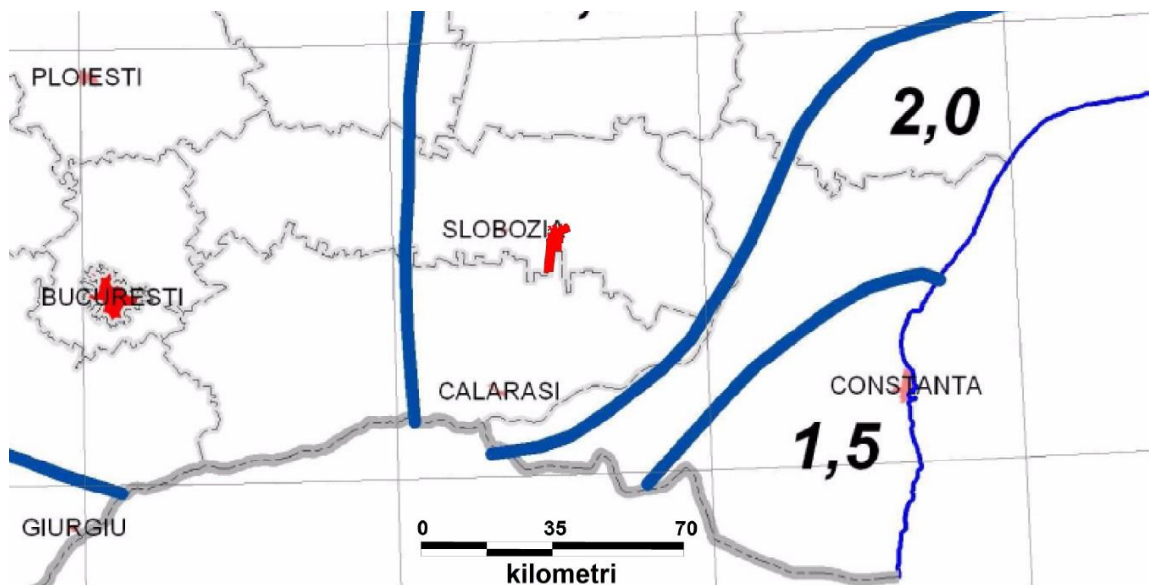 PLOIESTI
2,0
SLOBOZIA
BUCURESTI
CALARASI
CONSTANTA
1,5
GIURGIU
0 35 70
kilometri